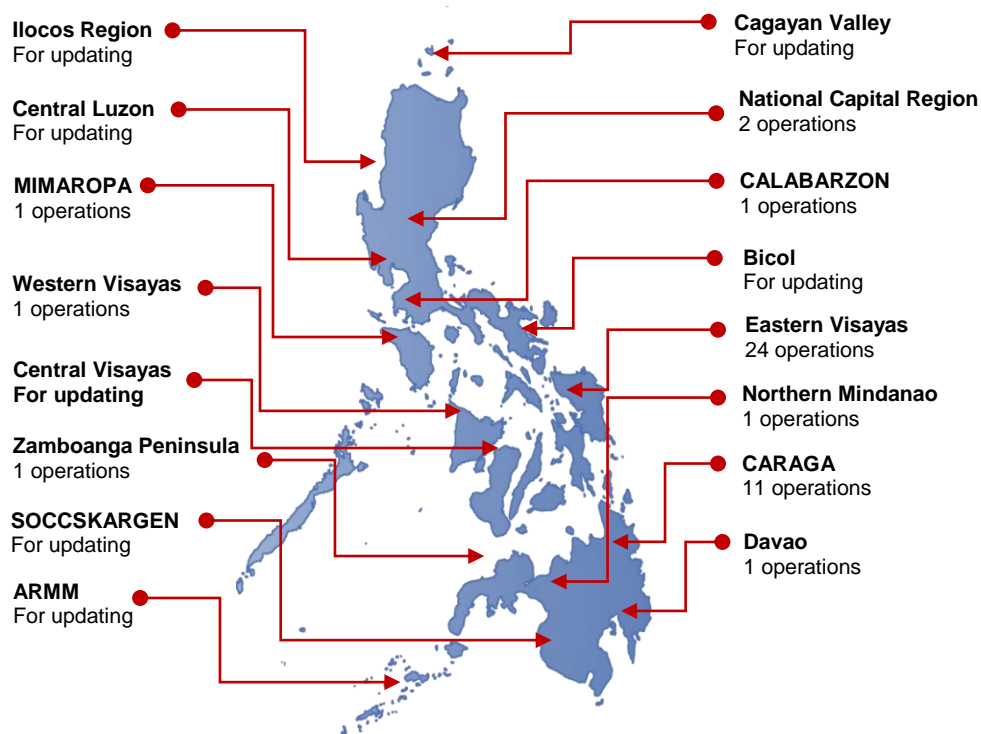 Ilocos Region
For updating
Central Luzon
For updating
MIMAROPA
1 operations
Western Visayas
1 operations
Central Visayas
For updating
Zamboanga Peninsula
1 operations
SOCCSKARGEN
For updating
ARMM
For updating
Cagayan Valley
For updating
National Capital Region
2 operations
CALABARZON
1 operations
Bicol
For updating
Eastern Visayas
24 operations
Northern Mindanao
1 operations
CARAGA
11 operations
Davao
1 operations